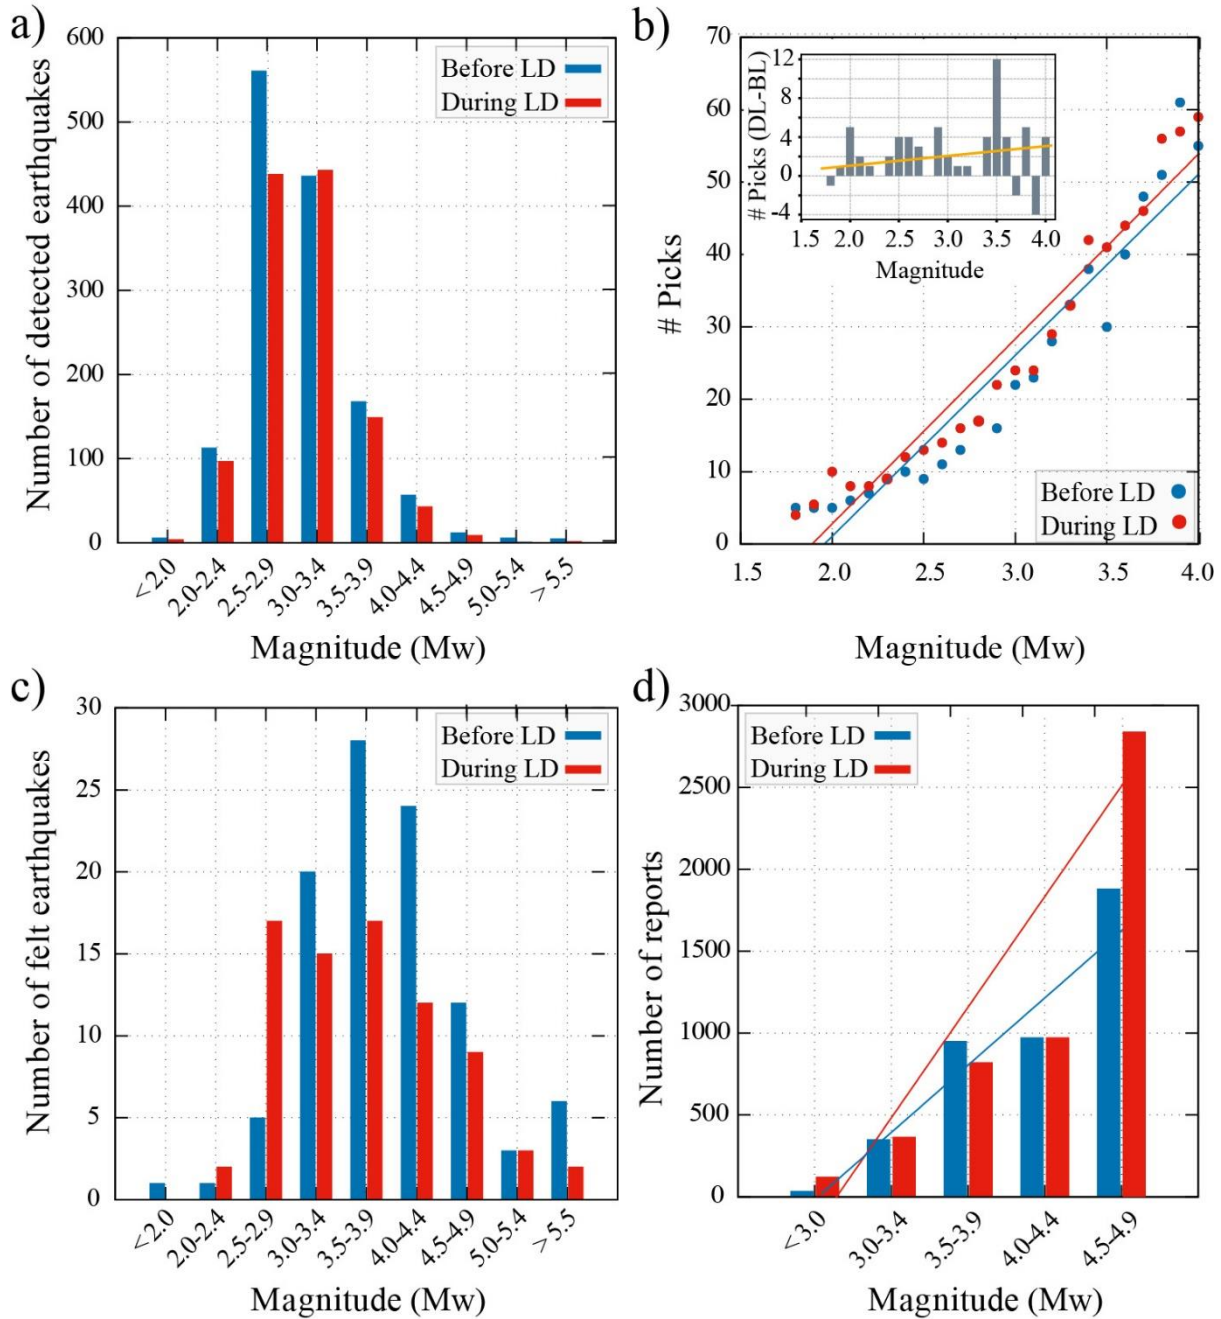 a)
600
500
400
300
200
100
0
Number of detected earthquakes
Before LD
During LD
<2.0
2.0-2.4
2.5-2.9
3.0-3.4
3.5-3.9
4.0-4.4
4.5-4.9
5.0-5.4
>5.5
Magnitude (Mw)
b)
70
60
50
40
30
20
10
0
# Picks
12
8
4
0
-4
# Picks (DL-BL)
1.5 2.0 2.5 3.0 3.5 4.0
Magnitude
Before LD
During LD
1.5 2.0 2.5 3.0 3.5 4.0
Magnitude (Mw)
c)
30
25
20
15
10
5
0
Number of felt earthquakes
Before LD
During LD
<2.0
2.0-2.4
2.5-2.9
3.0-3.4
3.5-3.9
4.0-4.4
4.5-4.9
5.0-5.4
>5.5
Magnitude (Mw)
d)
3000
2500
2000
1500
1000
500
0
Number of reports
Before LD
During LD
<3.0
3.0-3.4
3.5-3.9
4.0-4.4
4.5-4.9
Magnitude (Mw)